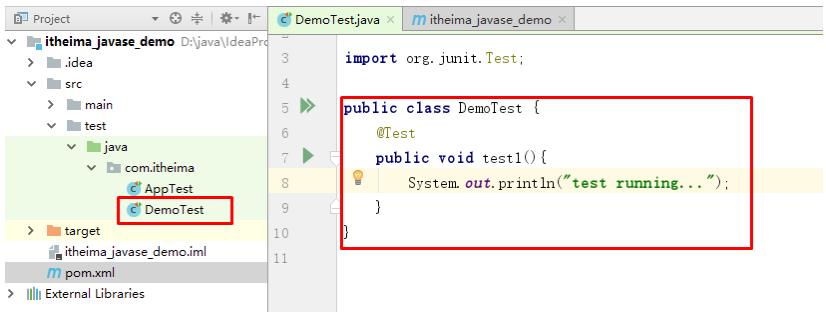 Project
itheima_javase_demo D:\java\IdeaPro
.idea
src
main
test
java
com.itheima
AppTest
DemoTest
target
itheima_javase_demo.iml
pom.xml
External Libraries
DemoTest.java
itheima_javase_demo
3 import org.junit.Test;
4
5 public class DemoTest {
6 @Test
7 public void test1(){
8 System.out.println("test running...");
9 }
10 }
11